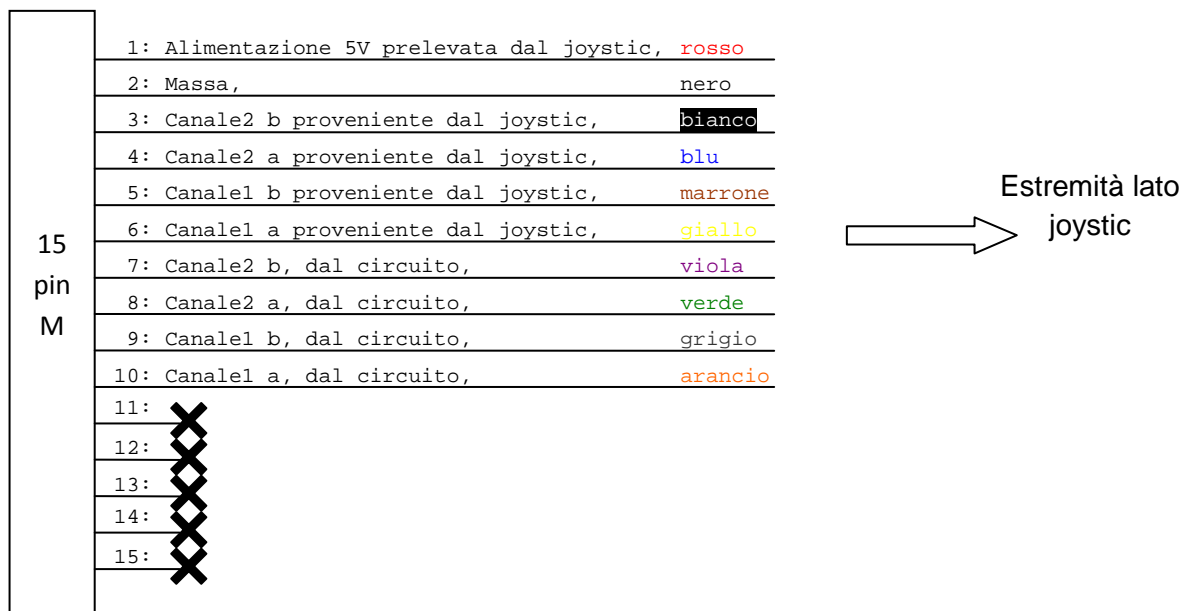 1: Alimentazione 5V prelevata dal joystic, rosso
2: Massa, nero
3: Canale2 b proveniente dal joystic, bianco
4: Canale2 a proveniente dal joystic, blu
5: Canale1 b proveniente dal joystic, marrone
6: Canale1 a proveniente dal joystic, giallo
7: Canale2 b, dal circuito, viola
8: Canale2 a, dal circuito, verde
9: Canale1 b, dal circuito, grigio
10: Canale1 a, dal circuito, arancio
11:
12:
13:
14:
15:
15
pin
M
Estremità lato
joystic